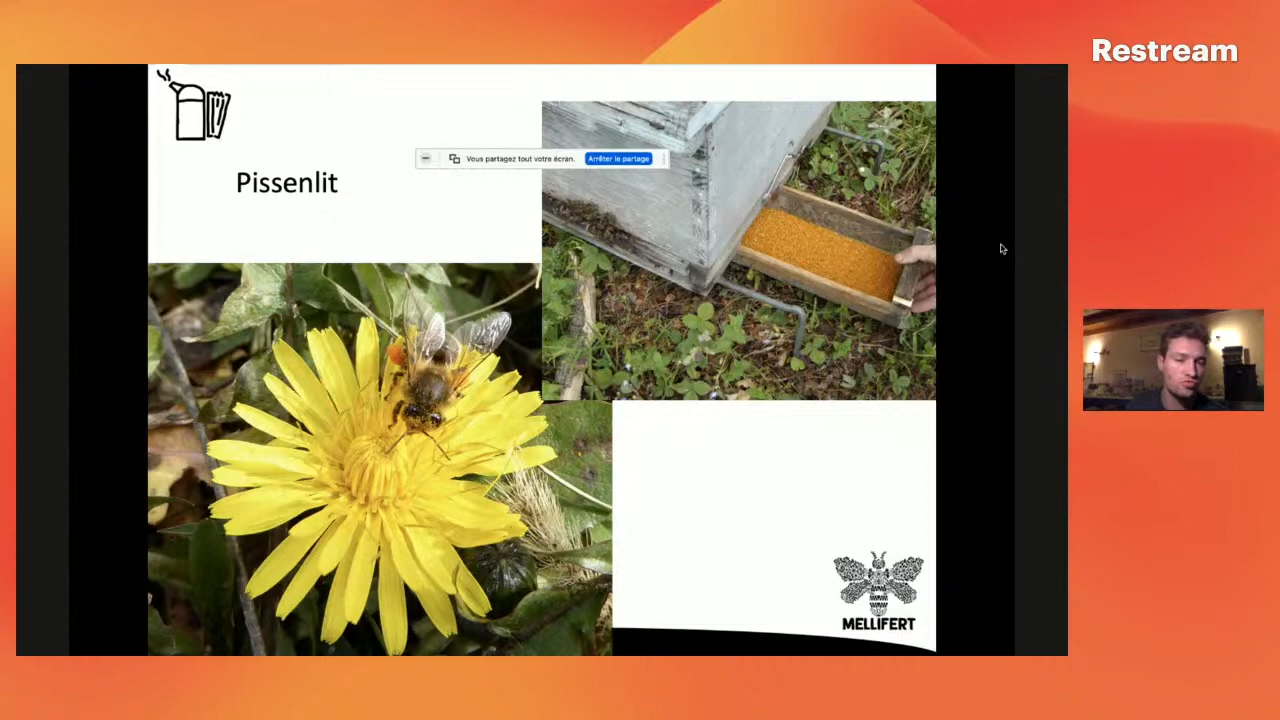 Restream
Vous partagez tout votre écran.
Arrêter le partage
Pissenlit
MELLIFERT